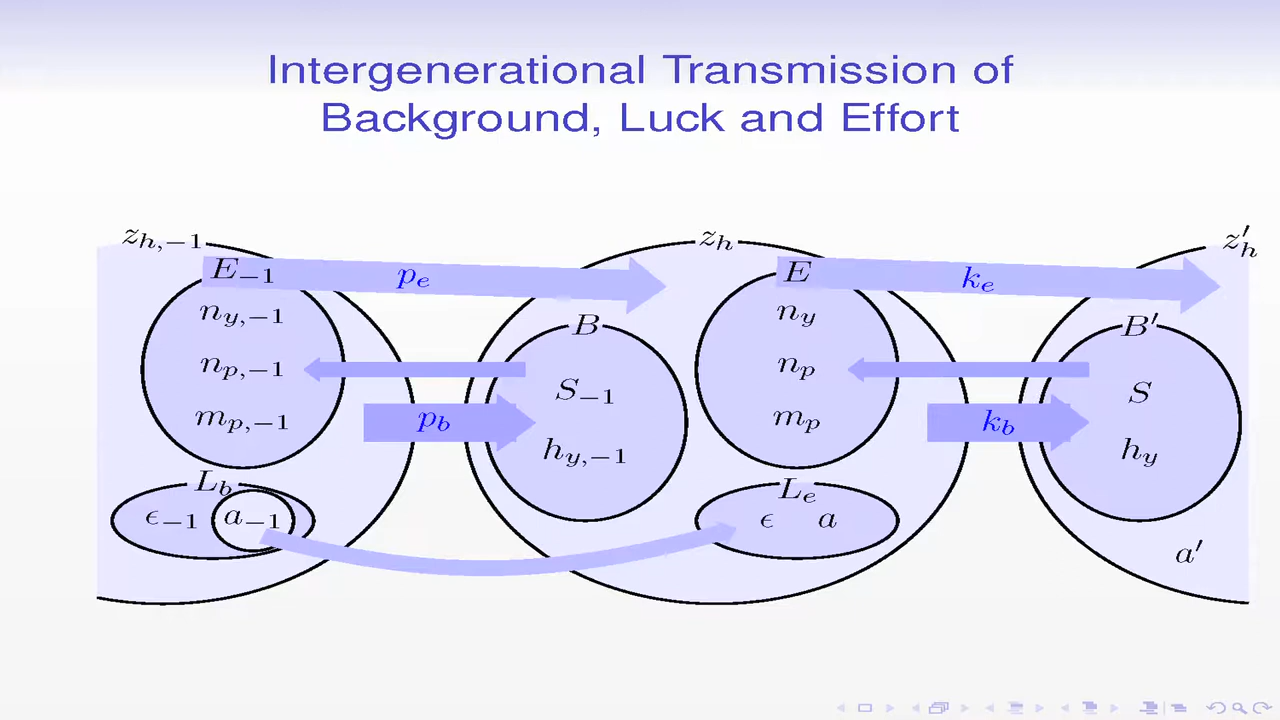 Intergenerational Transmission of
Background, Luck and Effort
z_{h,−1}
z_h
z′_h
E_{−1}
p_e
E
k_e
n_{y,−1}
B
n_y
B′
n_{p,−1}
S_{−1}
n_p
S
m_{p,−1}
p_b
m_p
k_b
h_{y,−1}
h_y
L_b
L_e
ϵ_{−1} a_{−1}
ϵ a
a′